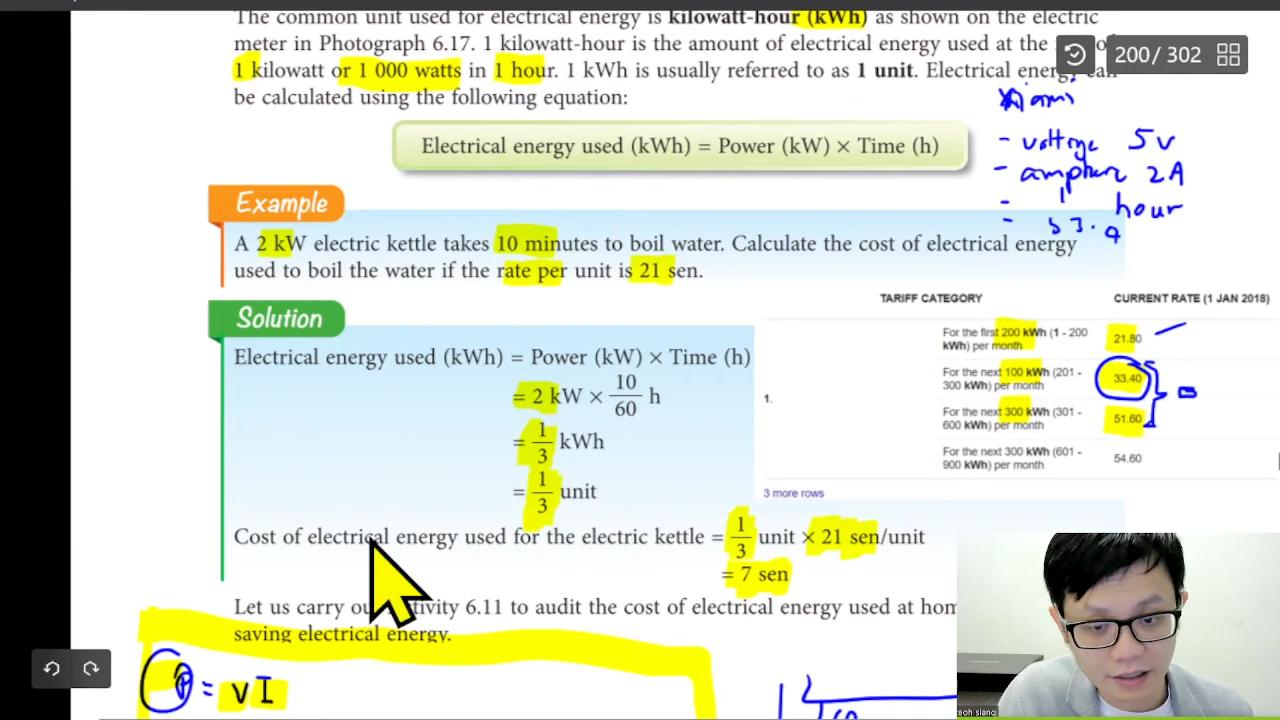 The common unit used for electrical energy is kilowatt-hour (kWh) as shown on the electric
meter in Photograph 6.17. 1 kilowatt-hour is the amount of electrical energy used at the
1 kilowatt or 1 000 watts in 1 hour. 1 kWh is usually referred to as 1 unit. Electrical energy can
be calculated using the following equation:
200 / 302
Electrical energy used (kWh) = Power (kW) × Time (h)
- voltage 5V
- 2A
- 1 hour
- 33.4
Example
A 2 kW electric kettle takes 10 minutes to boil water. Calculate the cost of electrical energy
used to boil the water if the rate per unit is 21 sen.
Solution
Electrical energy used (kWh) = Power (kW) × Time (h)
= 2 kW × 10/60 h
= 1/3 kWh
= 1/3 unit
Cost of electrical energy used for the electric kettle = 1/3 unit × 21 sen/unit
= 7 sen
TARIFF CATEGORY CURRENT RATE (1 JAN 2018)
1.
For the first 200 kWh (1 - 200
kWh) per month
21.80
For the next 100 kWh (201 -
300 kWh) per month
33.40
For the next 300 kWh (301 -
600 kWh) per month
51.60
For the next 300 kWh (601 -
900 kWh) per month
54.60
3 more rows
Let us carry 6.11 to audit the cost of electrical energy used at
saving electrical energy.
P = VI
teoh siang